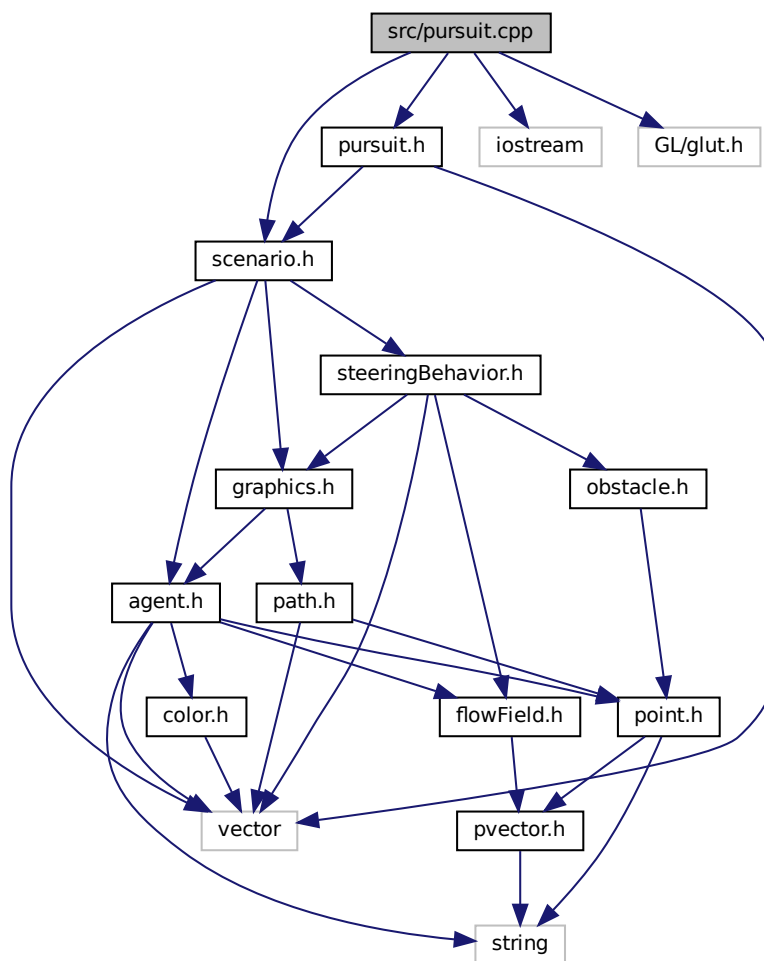 src/pursuit.cpp
pursuit.h
iostream
GL/glut.h
scenario.h
steeringBehavior.h
graphics.h
obstacle.h
agent.h
path.h
color.h
flowField.h
point.h
vector
pvector.h
string